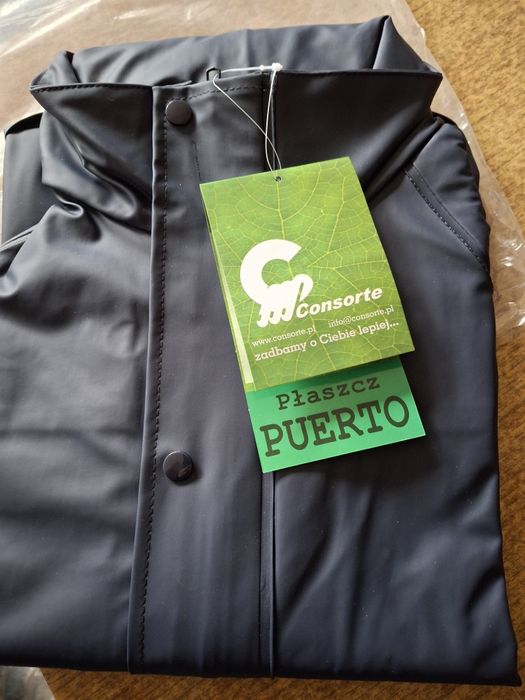 Consorte
www.consorte.pl info@consorte.pl
zadbamy o Ciebie lepiej...
Płaszcz
PUERTO